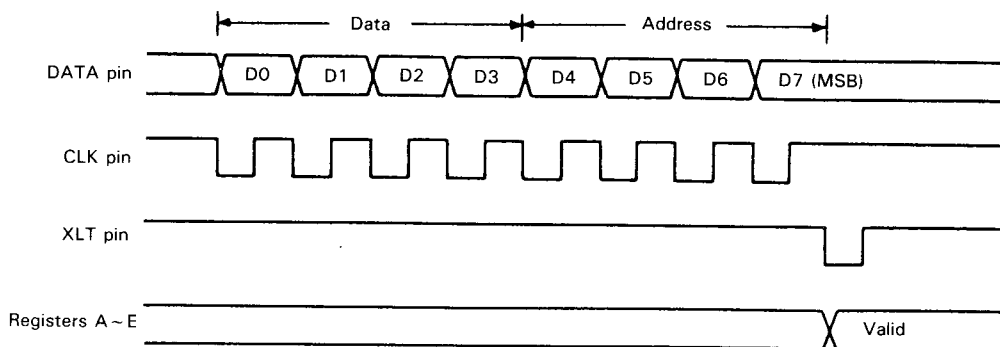 Data Address
DATA pin D0 D1 D2 D3 D4 D5 D6 D7 (MSB)
CLK pin
XLT pin
Registers A~E Valid